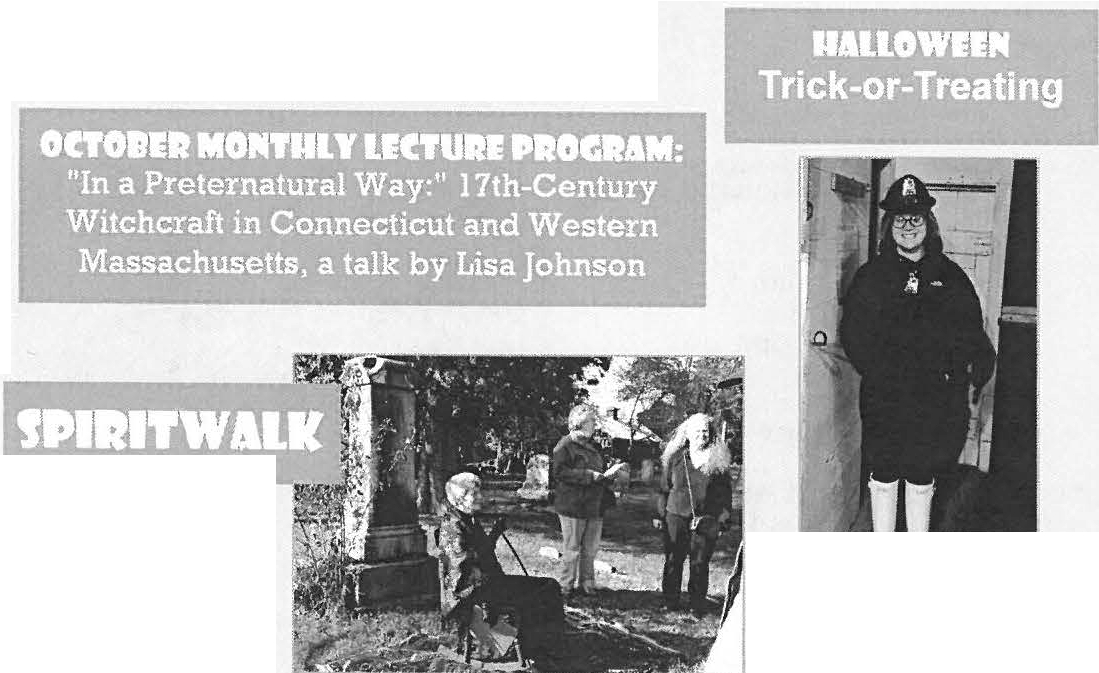 HALLOWEEN
Trick-or-Treating
OCTOBER MONTHLY LECTURE PROGRAM:
"In a Preternatural Way:" 17th-Century
Witchcraft in Connecticut and Western
Massachusetts, a talk by Lisa Johnson
SPIRITWALK